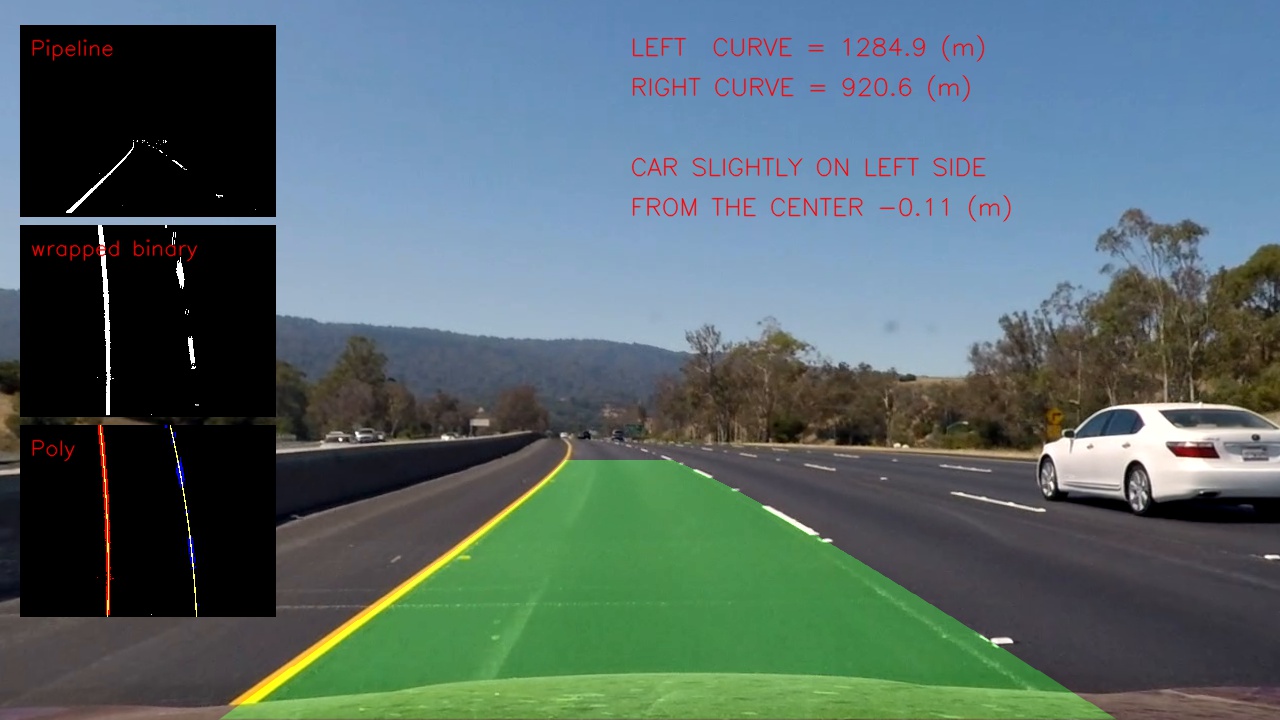 Pipeline
LEFT  CURVE = 1284.9 (m)
RIGHT CURVE = 920.6 (m)
CAR SLIGHTLY ON LEFT SIDE
FROM THE CENTER -0.11 (m)
wrapped binary
Poly